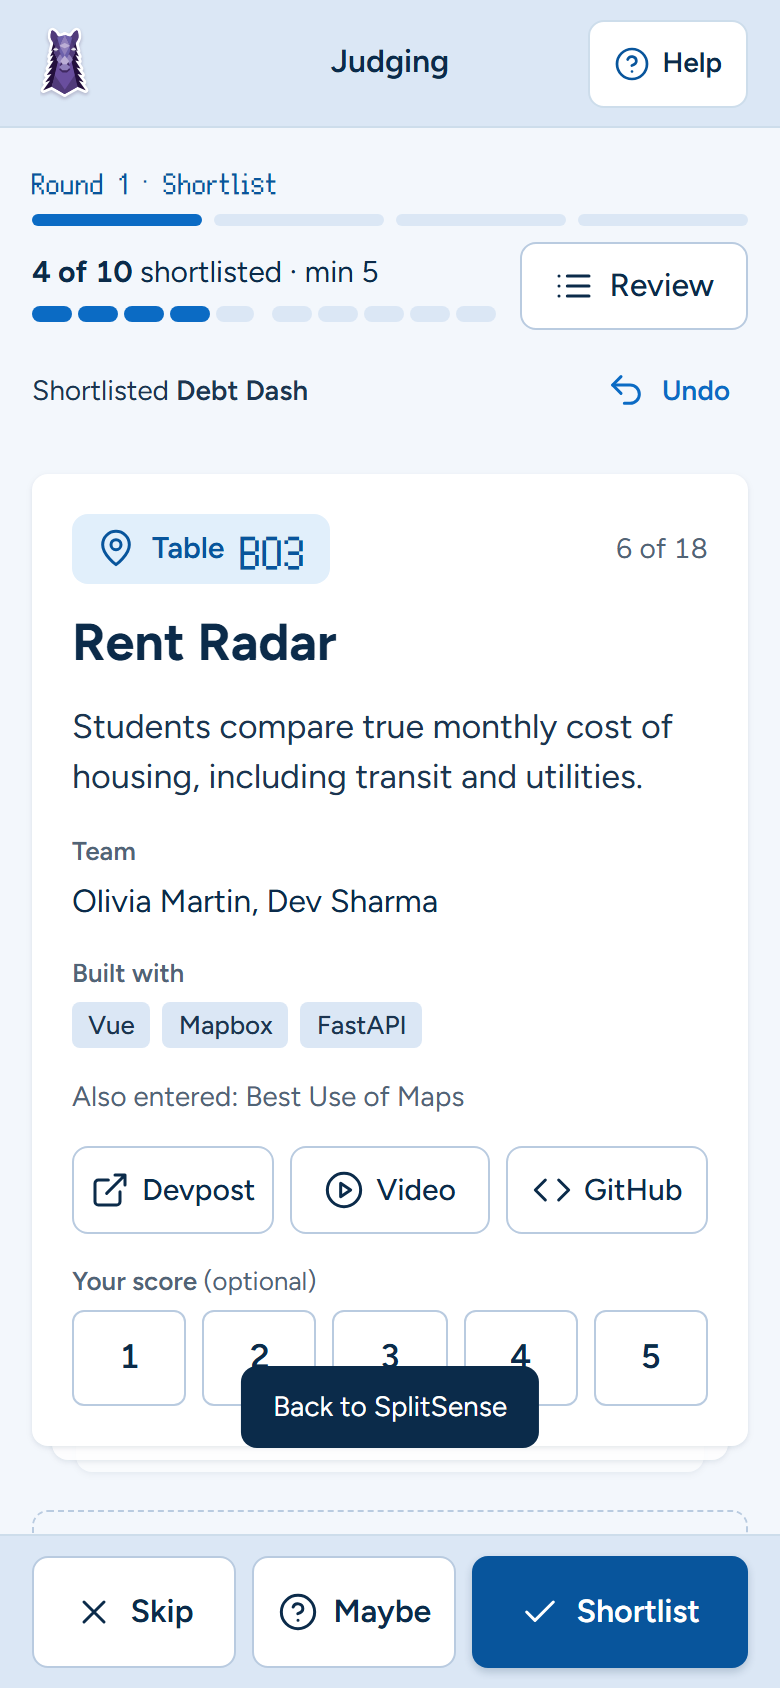 Judging
Help
Round 1 · Shortlist
4 of 10 shortlisted · min 5
Review
Shortlisted Debt Dash
Undo
Table B03
6 of 18
Rent Radar
Students compare true monthly cost of
housing, including transit and utilities.
Team
Olivia Martin, Dev Sharma
Built with
Vue Mapbox FastAPI
Also entered: Best Use of Maps
Devpost Video GitHub
Your score (optional)
1 2 3 4 5
Back to SplitSense
Skip Maybe Shortlist